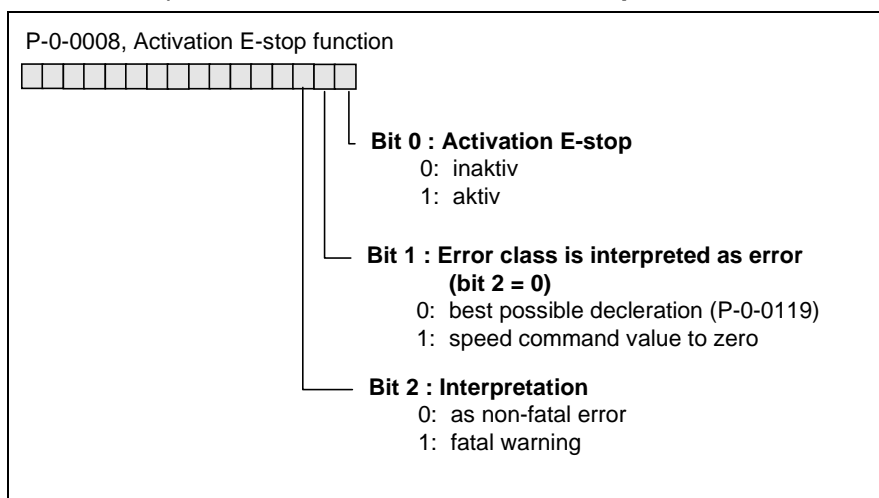 P-0-0008, Activation E-stop function
Bit 0 : Activation E-stop
0: inaktiv
1: aktiv
Bit 1 : Error class is interpreted as error
(bit 2 = 0)
0: best possible decleration (P-0-0119)
1: speed command value to zero
Bit 2 : Interpretation
0: as non-fatal error
1: fatal warning